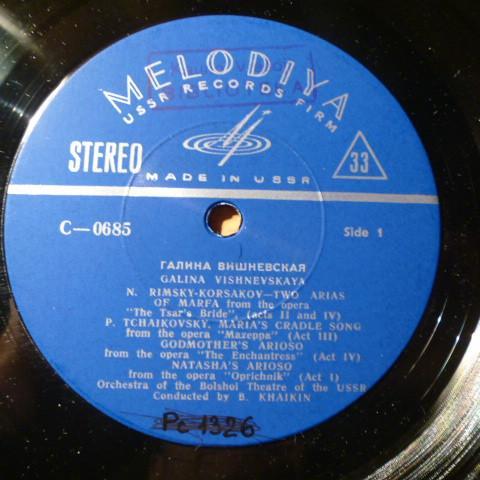 MELODIYA
USSR RECORDS FIRM
STEREO
33
MADE IN USSR
C—0685
Side 1
ГАЛИНА ВИШНЕВСКАЯ
GALINA VISHNEVSKAYA
N. RIMSKY-KORSAKOV—TWO ARIAS
OF MARFA from the opera
"The Tsar's Bride", (acts II and IV)
P. TCHAIKOVSKY, MARIA'S CRADLE SONG
from the opera "Mazeppa" (Act III)
GODMOTHER'S ARIOSO
from the opera "The Enchantress" (Act IV)
NATASHA'S ARIOSO
from the opera "Oprichnik" (Act I)
Orchestra of the Bolshoi Theatre of the USSR
Conducted by B. KHAIKIN
Pc 1326